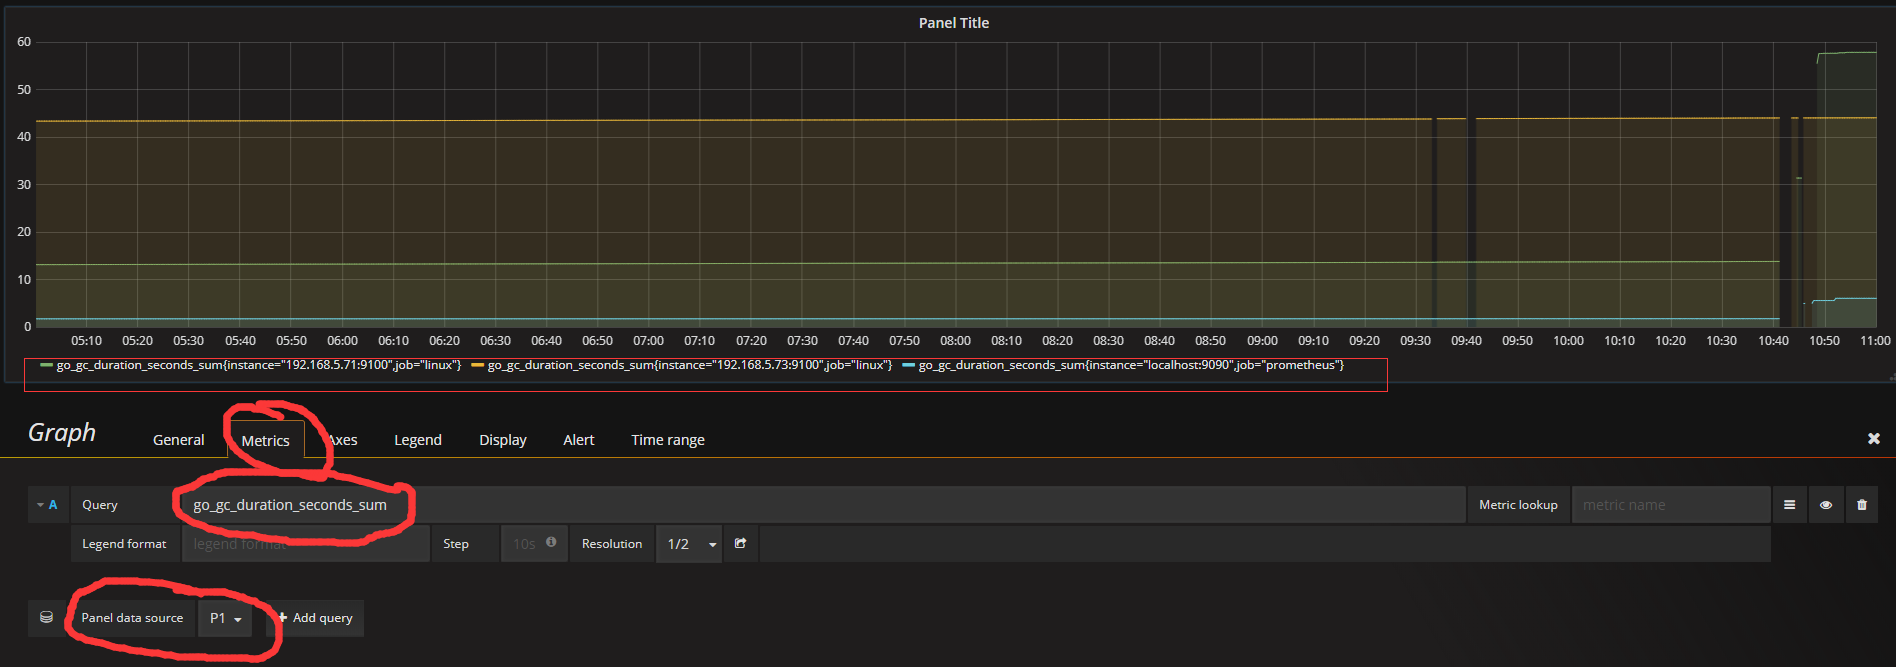 Panel Title
60
50
40
30
20
10
0
05:10 05:20 05:30 05:40 05:50 06:00 06:10 06:20 06:30 06:40 06:50 07:00 07:10 07:20 07:30 07:40 07:50 08:00 08:10 08:20 08:30 08:40 08:50 09:00 09:10 09:20 09:30 09:40 09:50 10:00 10:10 10:20 10:30 10:40 10:50 11:00
go_gc_duration_seconds_sum{instance="192.168.5.71:9100",job="linux"} go_gc_duration_seconds_sum{instance="192.168.5.73:9100",job="linux"} go_gc_duration_seconds_sum{instance="localhost:9090",job="prometheus"}
Graph General Metrics Axes Legend Display Alert Time range
A Query go_gc_duration_seconds_sum Metric lookup metric name
Legend format legend format Step 10s Resolution 1/2
Panel data source P1 + Add query